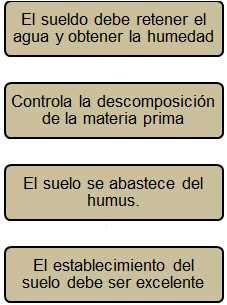 El sueldo debe retener el
agua y obtener la humedad
Controla la descomposición
de la materia prima
El suelo se abastece del
humus.
El establecimiento del
suelo debe ser excelente